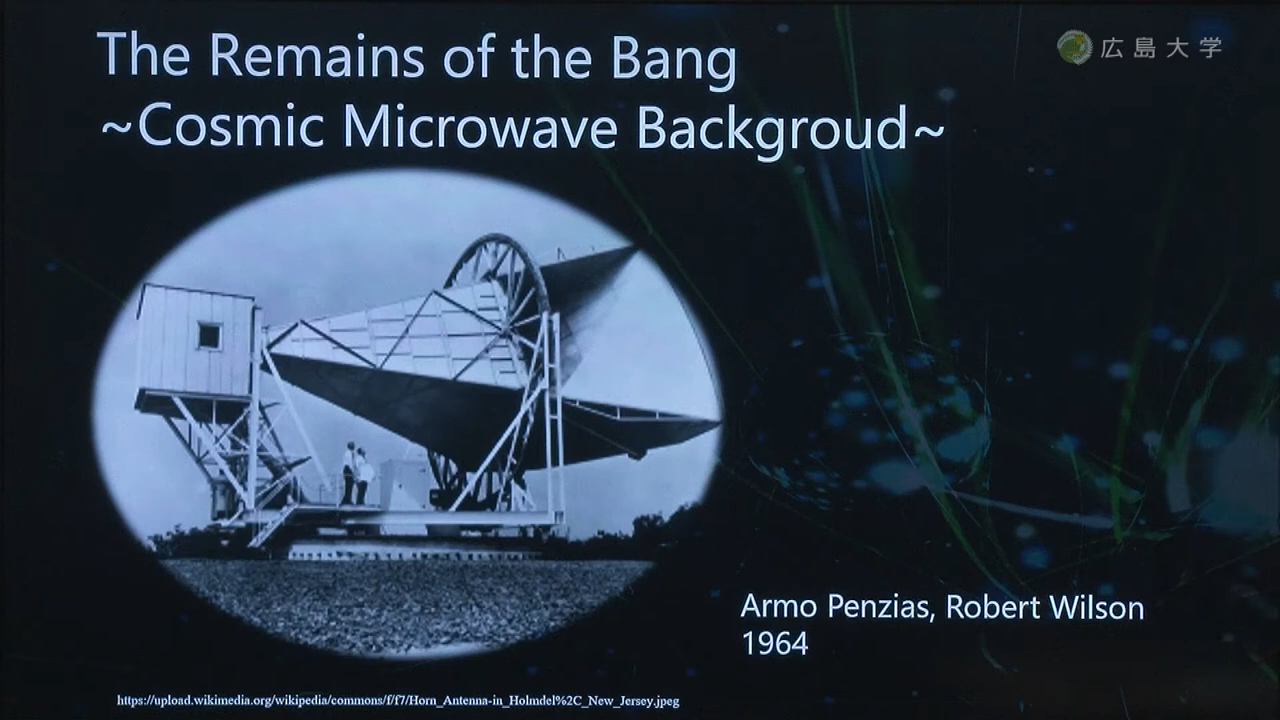 The Remains of the Bang
~Cosmic Microwave Backgroud~
広島大学
Armo Penzias, Robert Wilson
1964
https://upload.wikimedia.org/wikipedia/commons/f/f7/Horn_Antenna-in_Holmdel%2C_New_Jersey.jpeg